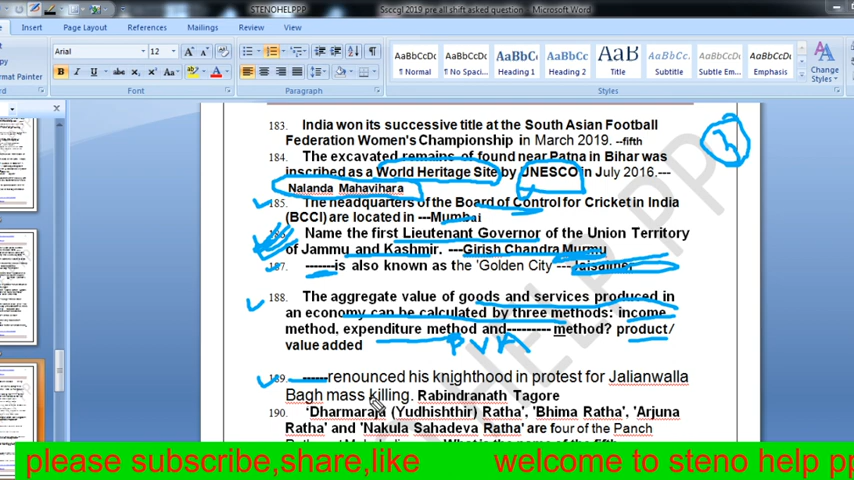 STENOHELPPP
Ssccgl 2019 pre all shift asked question - Microsoft Word
Page Layout References Mailings Review View
Arial 12
Format Painter
Font Paragraph Styles
AaBbCcDc AaBbCcDc AaBbC AaBbCc AaB AaBbCc. AaBbCcD AaBbCcDc
¶ Normal ¶ No Spaci... Heading 1 Heading 2 Title Subtitle Subtle Em... Emphasis
Change
Styles
183. India won its successive title at the South Asian Football
Federation Women's Championship in March 2019. --fifth
184. The excavated remains of found near Patna in Bihar was
inscribed as a World Heritage Site by UNESCO in July 2016.---
Nalanda Mahavihara
185. The headquarters of the Board of Control for Cricket in India
(BCCI) are located in ---Mumbai
186. Name the first Lieutenant Governor of the Union Territory
of Jammu and Kashmir. ---Girish Chandra Murmu
187. -------is also known as the 'Golden City' ---Jaisalmer
188. The aggregate value of goods and services produced in
an economy can be calculated by three methods: income
method, expenditure method and--------- method? product/
value added
P V A
189. ------renounced his knighthood in protest for Jalianwalla
Bagh mass killing. Rabindranath Tagore
190. 'Dharmaraja (Yudhishthir) Ratha', 'Bhima Ratha', 'Arjuna
Ratha' and 'Nakula Sahadeva Ratha' are four of the Panch
please subscribe,share,like welcome to steno help pp